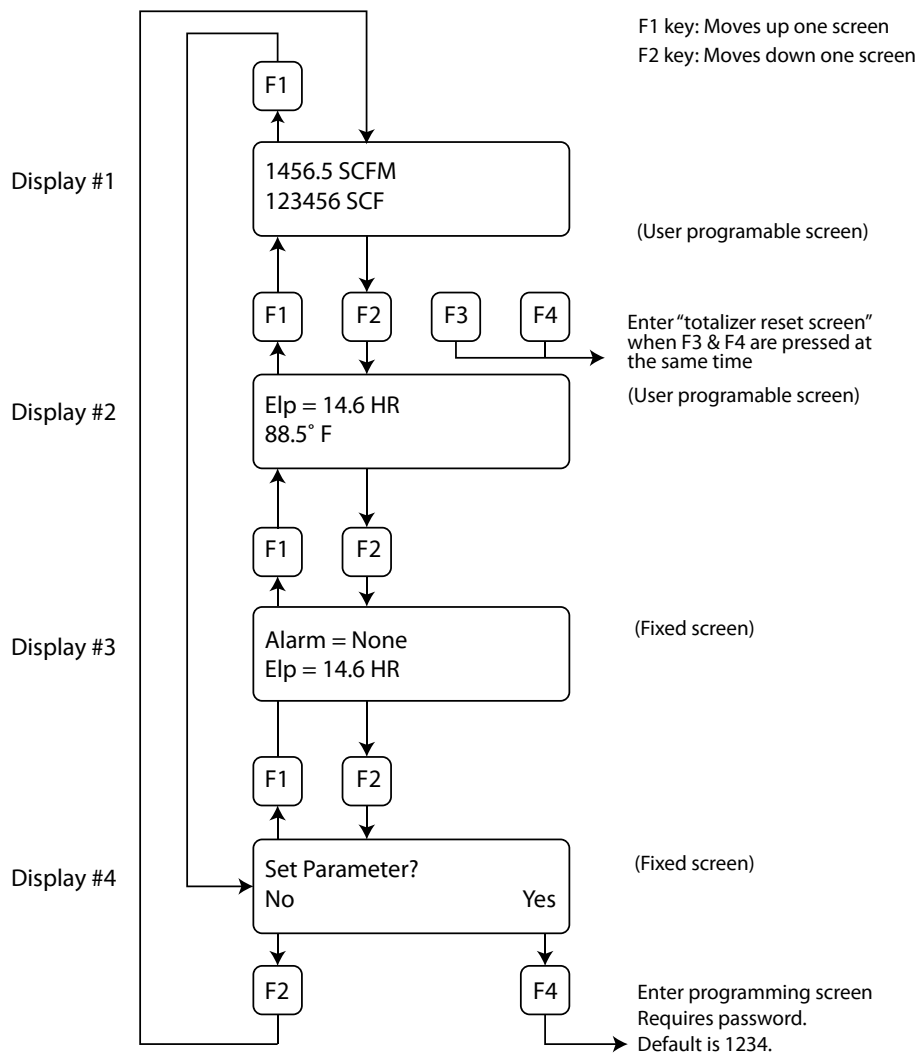 F1 key: Moves up one screen
F2 key: Moves down one screen
F1
Display #1
1456.5 SCFM
123456 SCF
(User programable screen)
F1
F2
F3
F4
Enter “totalizer reset screen”
when F3 & F4 are pressed at
the same time
(User programable screen)
Display #2
Elp = 14.6 HR
88.5° F
F1
F2
Display #3
Alarm = None
Elp = 14.6 HR
(Fixed screen)
F1
F2
Display #4
Set Parameter?
No Yes
(Fixed screen)
F2
F4
Enter programming screen
Requires password.
Default is 1234.